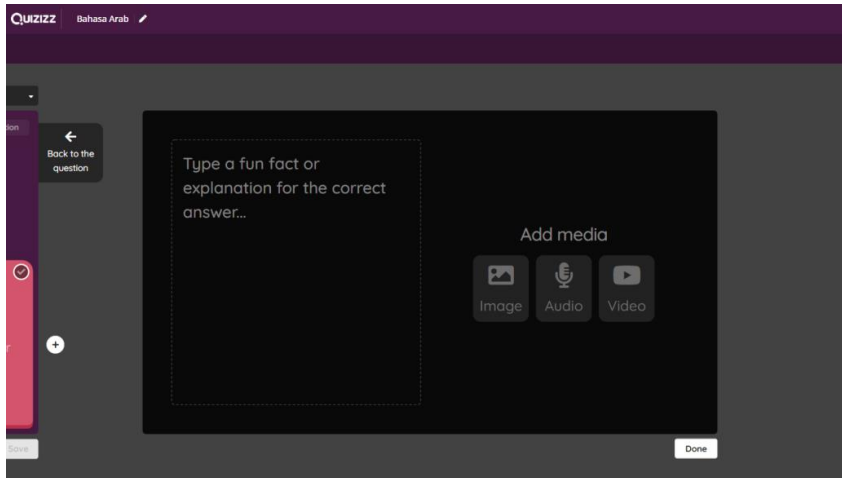 QUIZIZZ Bahasa Arab
Back to the
question
Type a fun fact or
explanation for the correct
answer...
Add media
Image Audio Video
Save
Done